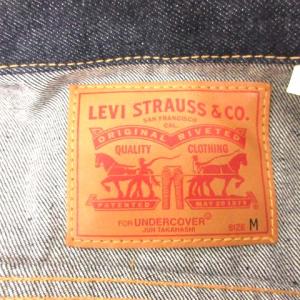 LEVI STRAUSS & CO.
SAN FRANCISCO
CAL.
ORIGINAL RIVETED
QUALITY CLOTHING
PATENTED MAY 20 1873
FOR UNDERCOVER
JUN TAKAHASHI
SIZE M